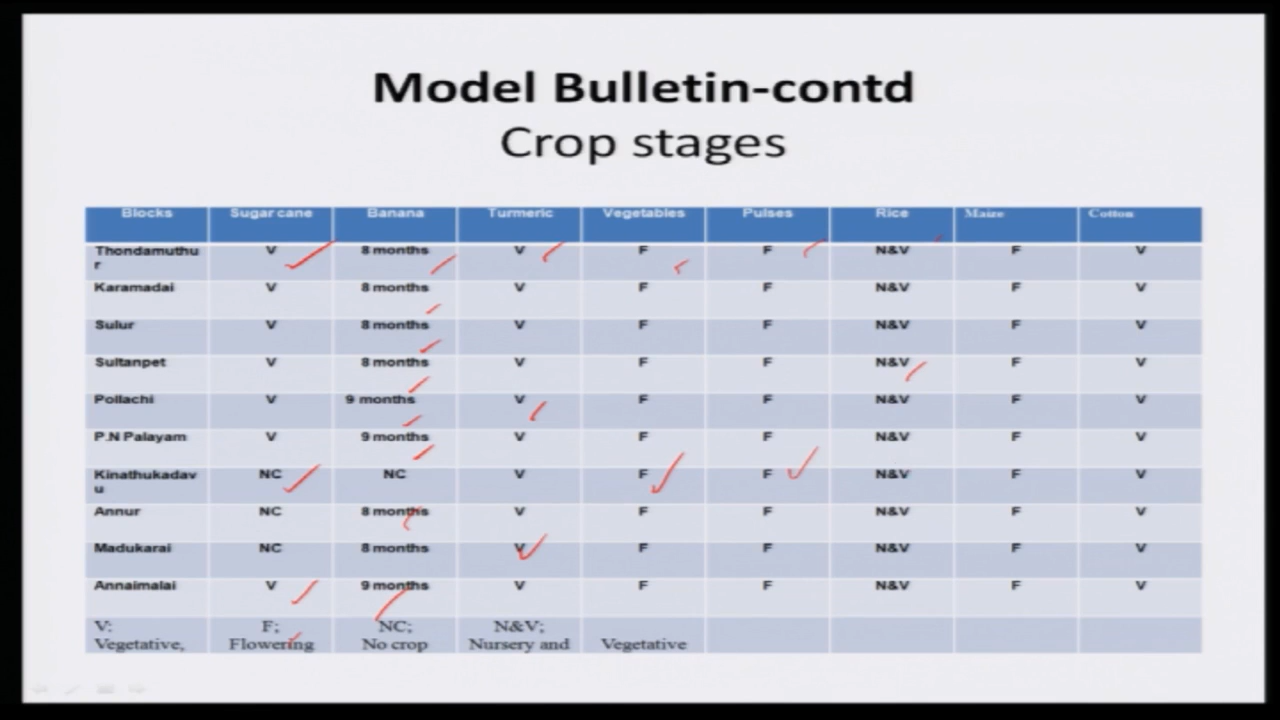 Model Bulletin-contd
Crop stages
Blocks Sugar cane Banana Turmeric Vegetables Pulses Rice Maize Cotton
Thondamuthu
r V 8 months V F F N&V F V
Karamadai V 8 months V F F N&V F V
Sulur V 8 months V F F N&V F V
Sultanpet V 8 months V F F N&V F V
Pollachi V 9 months V F F N&V F V
P.N Palayam V 9 months V F F N&V F V
Kinathukadav
u NC NC V F F N&V F V
Annur NC 8 months V F F N&V F V
Madukarai NC 8 months V F F N&V F V
Annaimalai V 9 months V F F N&V F V
V: F; NC; N&V;
Vegetative, Flowering No crop Nursery and Vegetative